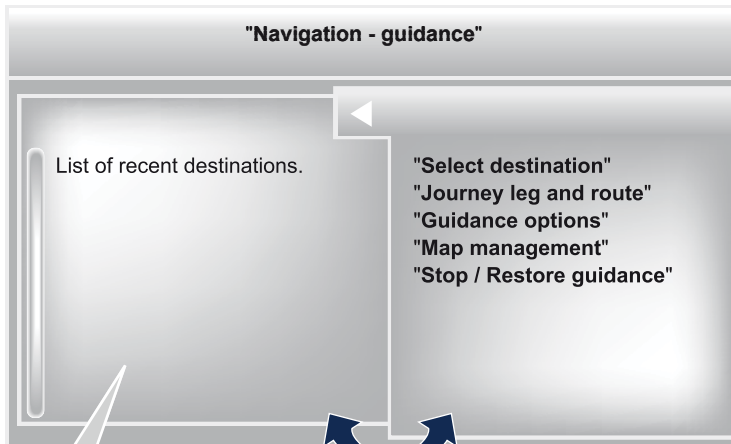 "Navigation - guidance"
List of recent destinations.
"Select destination"
"Journey leg and route"
"Guidance options"
"Map management"
"Stop / Restore guidance"